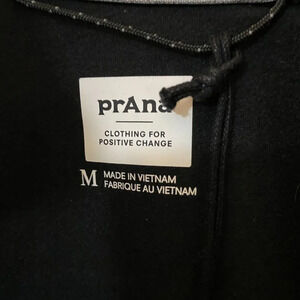 prAna
CLOTHING FOR
POSITIVE CHANGE
M MADE IN VIETNAM
FABRIQUE AU VIETNAM